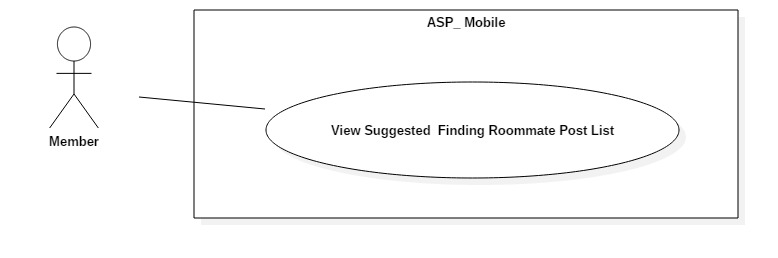 ASP_ Mobile
View Suggested  Finding Roommate Post List
Member